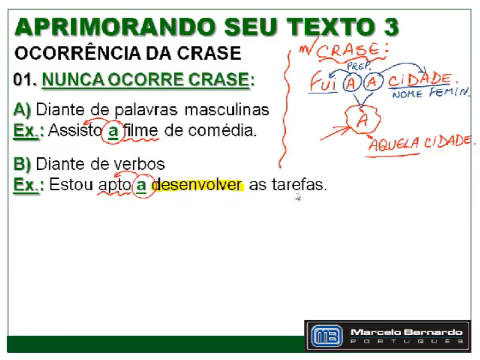 APRIMORANDO SEU TEXTO 3
OCORRÊNCIA DA CRASE
01. NUNCA OCORRE CRASE:
A) Diante de palavras masculinas
Ex.: Assisto a filme de comédia.
B) Diante de verbos
Ex.: Estou apto a desenvolver as tarefas.
CRASE:
PREP.
FUI A A CIDADE.
NOME FEMIN.
A
AQUELA CIDADE.
MB
Marcelo Bernardo
PORTUGUÊS